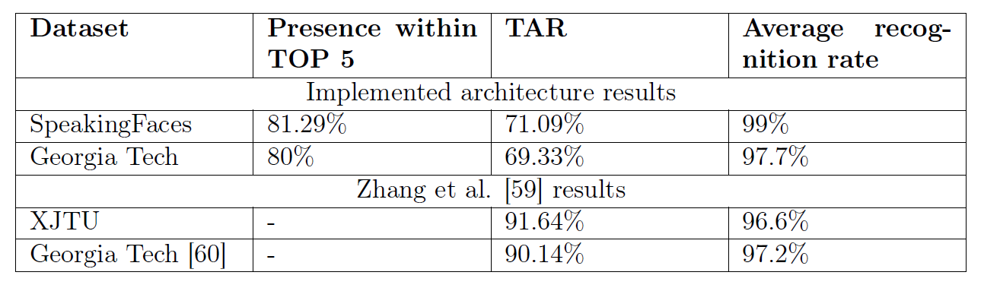 Dataset Presence within TAR Average recog-
TOP 5 nition rate
Implemented architecture results
SpeakingFaces 81.29% 71.09% 99%
Georgia Tech 80% 69.33% 97.7%
Zhang et al. [59] results
XJTU - 91.64% 96.6%
Georgia Tech [60] - 90.14% 97.2%